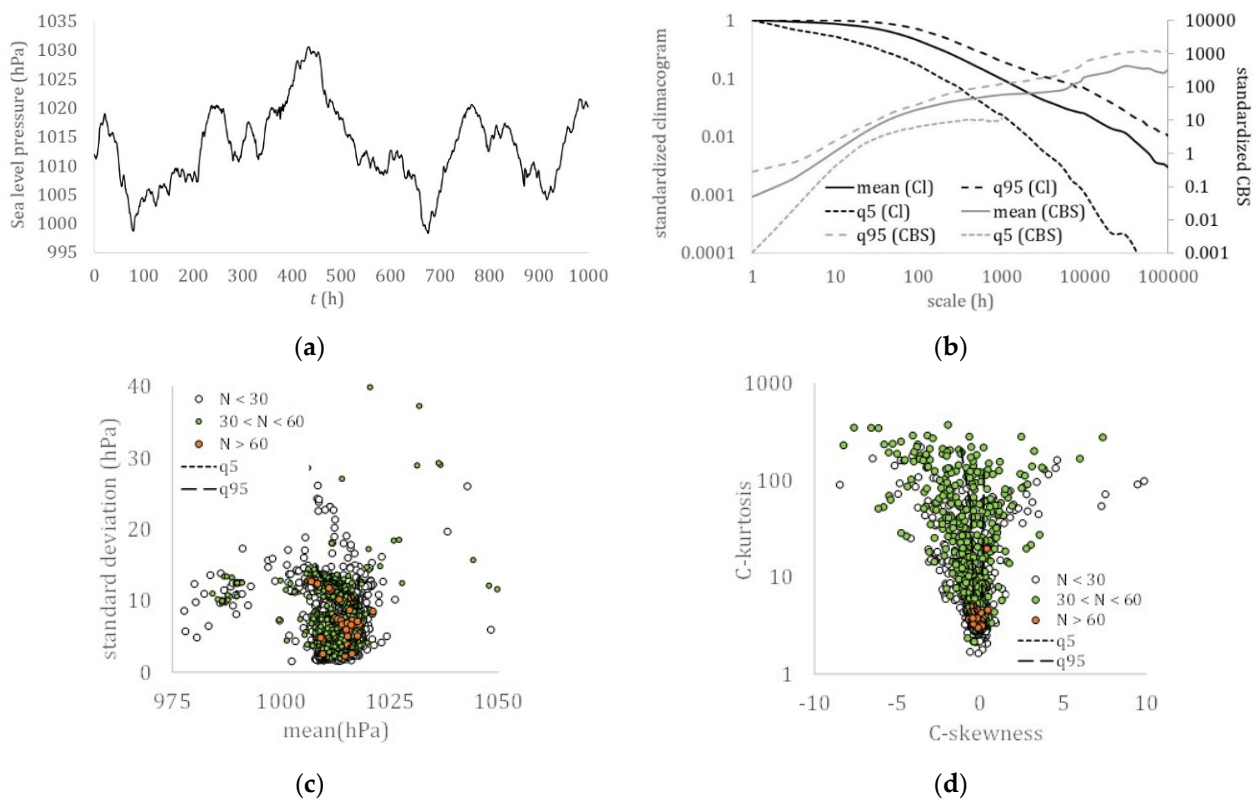 1035
1030
1025
1020
1015
1010
1005
1000
995
Sea level pressure (hPa)
0 100 200 300 400 500 600 700 800 900 1000
t (h)
(a)
1
0.1
0.01
0.001
0.0001
standardized climacogram
10000
1000
100
10
1
0.1
0.01
0.001
standardized CBS
mean (Cl) q95 (Cl)
q5 (Cl) mean (CBS)
q95 (CBS) q5 (CBS)
1 10 100 1000 10000 100000
scale (h)
(b)
40
30
20
10
0
standard deviation (hPa)
N < 30
30 < N < 60
N > 60
q5
q95
975 1000 1025 1050
mean(hPa)
(c)
1000
100
10
1
C-kurtosis
N < 30
30 < N < 60
N > 60
q5
q95
-10 -5 0 5 10
C-skewness
(d)